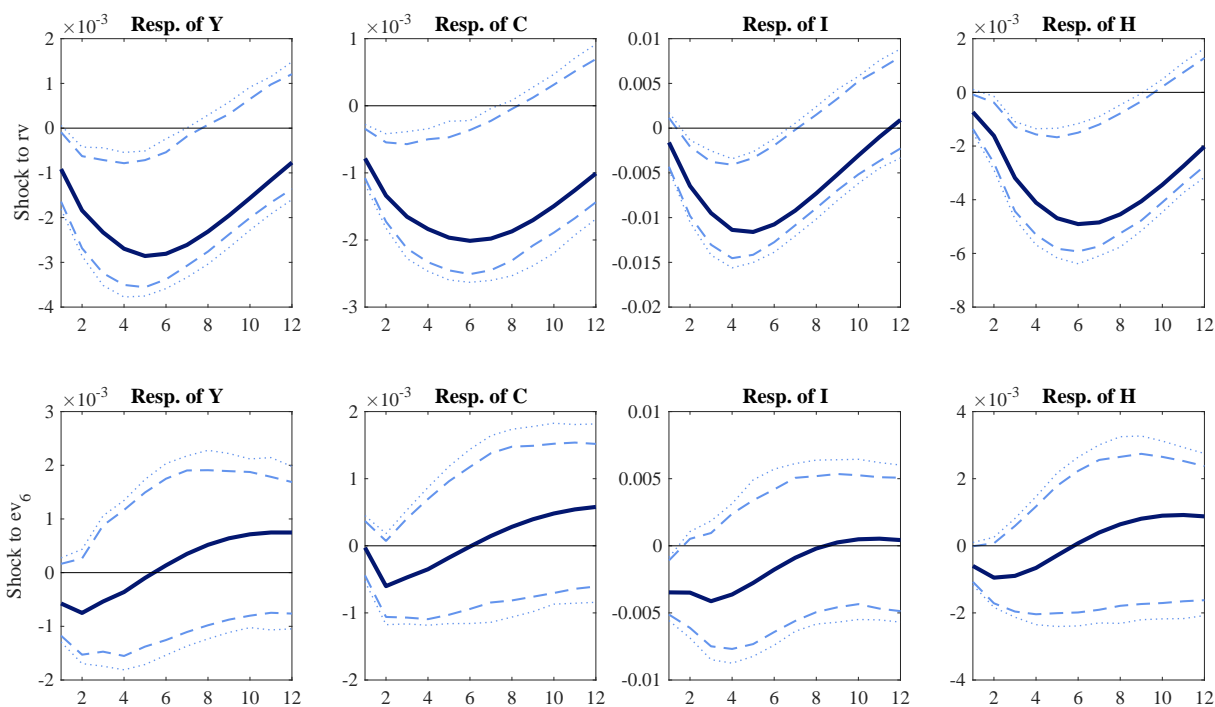 ×10⁻³ Resp. of Y
2
1
0
-1
-2
-3
-4
2 4 6 8 10 12
Shock to rv
×10⁻³ Resp. of C
1
0
-1
-2
-3
2 4 6 8 10 12
Resp. of I
0.01
0.005
0
-0.005
-0.01
-0.015
-0.02
2 4 6 8 10 12
×10⁻³ Resp. of H
2
0
-2
-4
-6
-8
2 4 6 8 10 12
×10⁻³ Resp. of Y
3
2
1
0
-1
-2
2 4 6 8 10 12
Shock to ev₆
×10⁻³ Resp. of C
2
1
0
-1
-2
2 4 6 8 10 12
Resp. of I
0.01
0.005
0
-0.005
-0.01
2 4 6 8 10 12
×10⁻³ Resp. of H
4
2
0
-2
-4
2 4 6 8 10 12